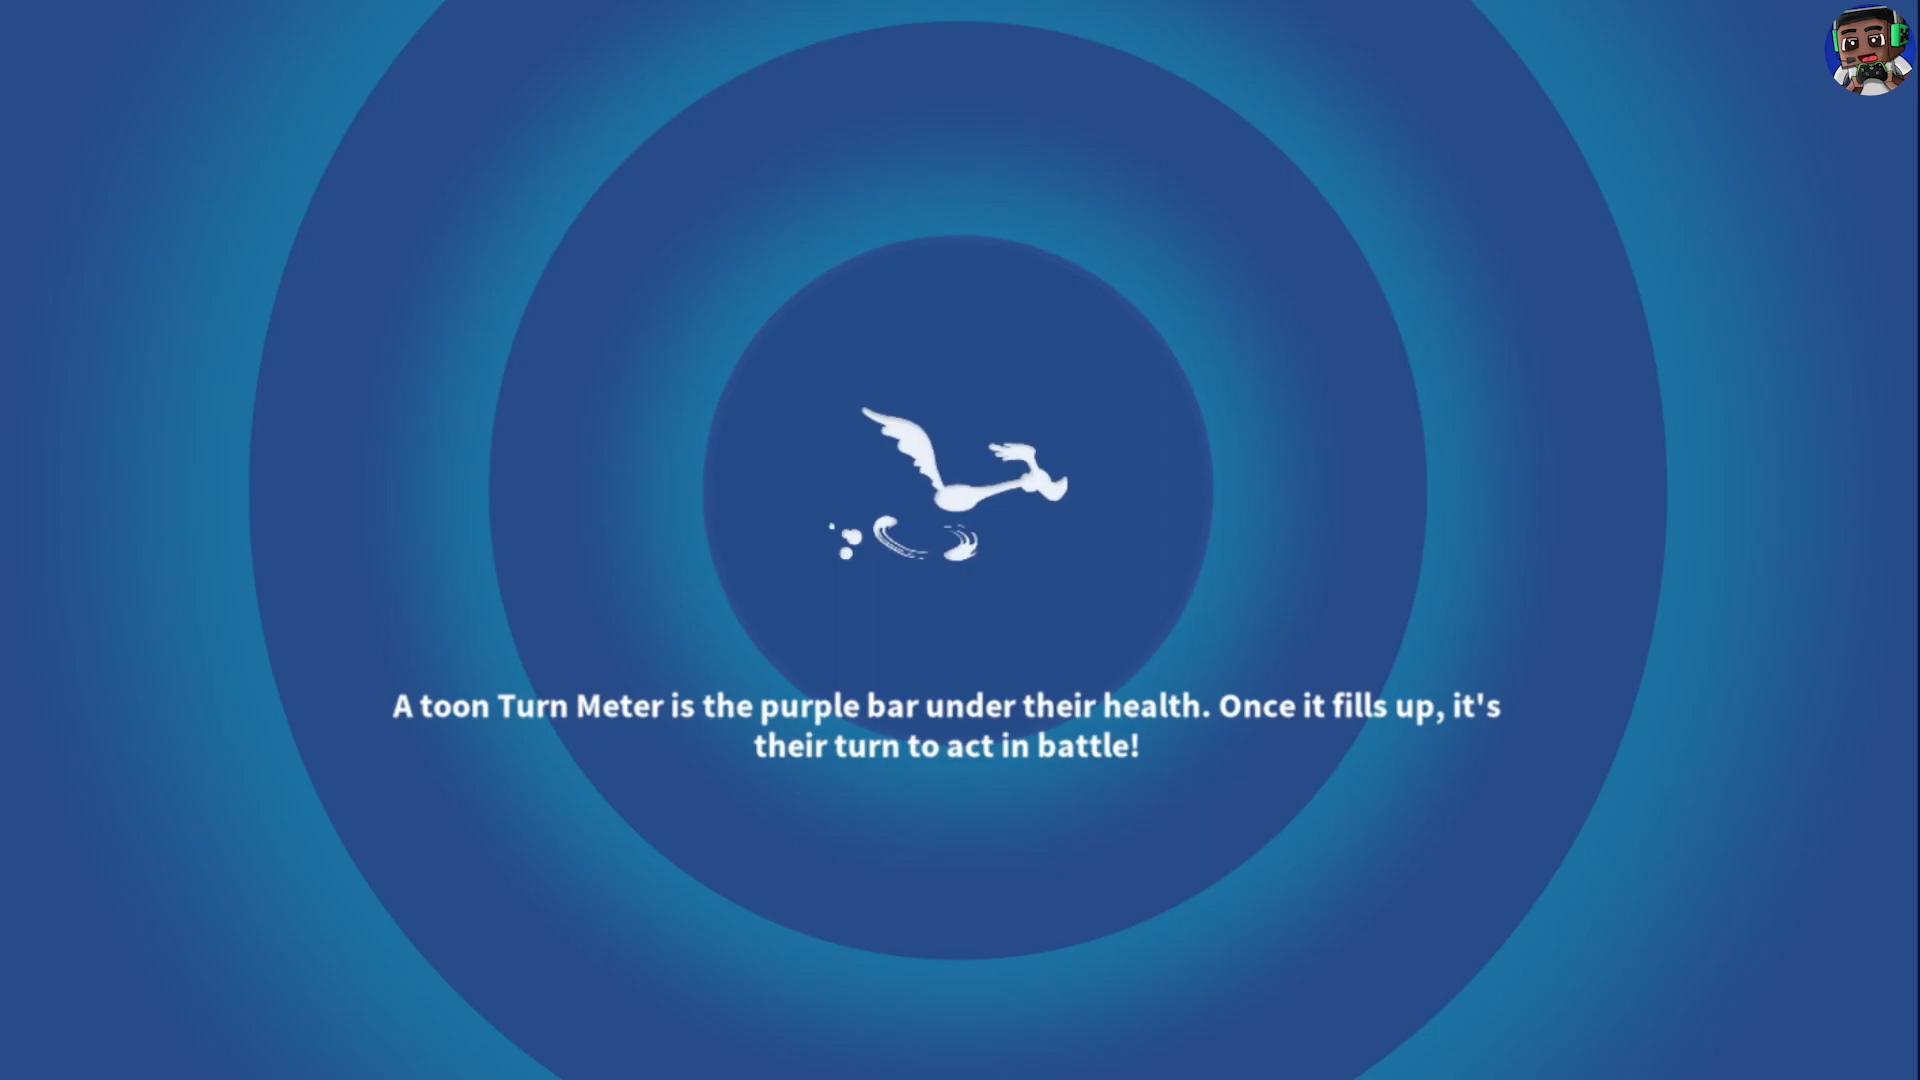 A toon Turn Meter is the purple bar under their health. Once it fills up, it's
their turn to act in battle!